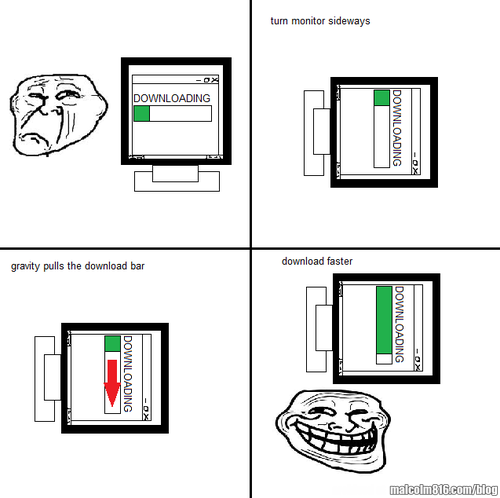 DOWNLOADING
turn monitor sideways
DOWNLOADING
gravity pulls the download bar
DOWNLOADING
download faster
DOWNLOADING
malcolm816.com/blog